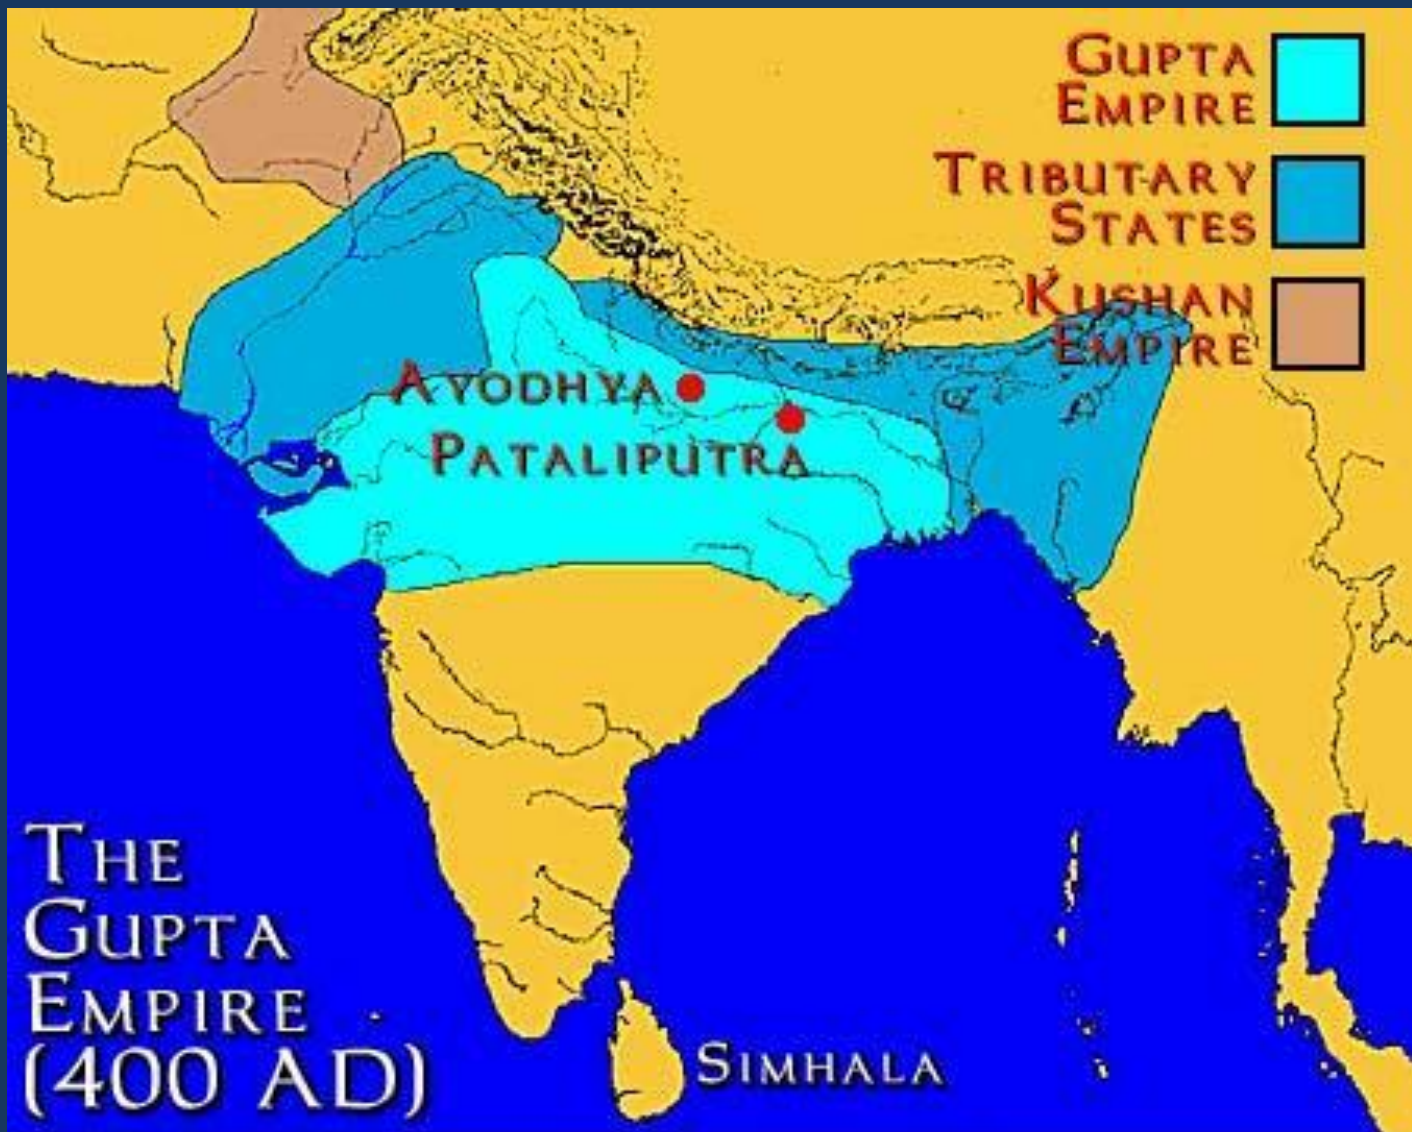 GUPTA
EMPIRE
TRIBUTARY
STATES
KUSHAN
EMPIRE
AYODHYA
PATALIPUTRA
THE
GUPTA
EMPIRE
(400 AD)
SIMHALA